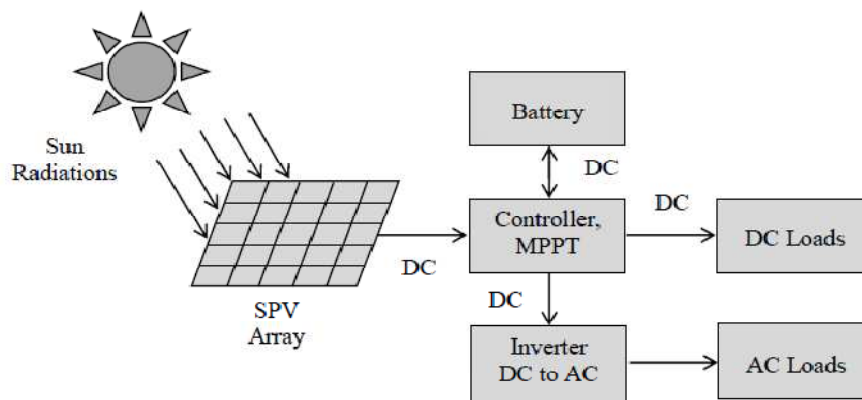 Sun
Radiations
SPV
Array
DC
Battery
DC
Controller,
MPPT
DC
DC Loads
DC
Inverter
DC to AC
AC Loads